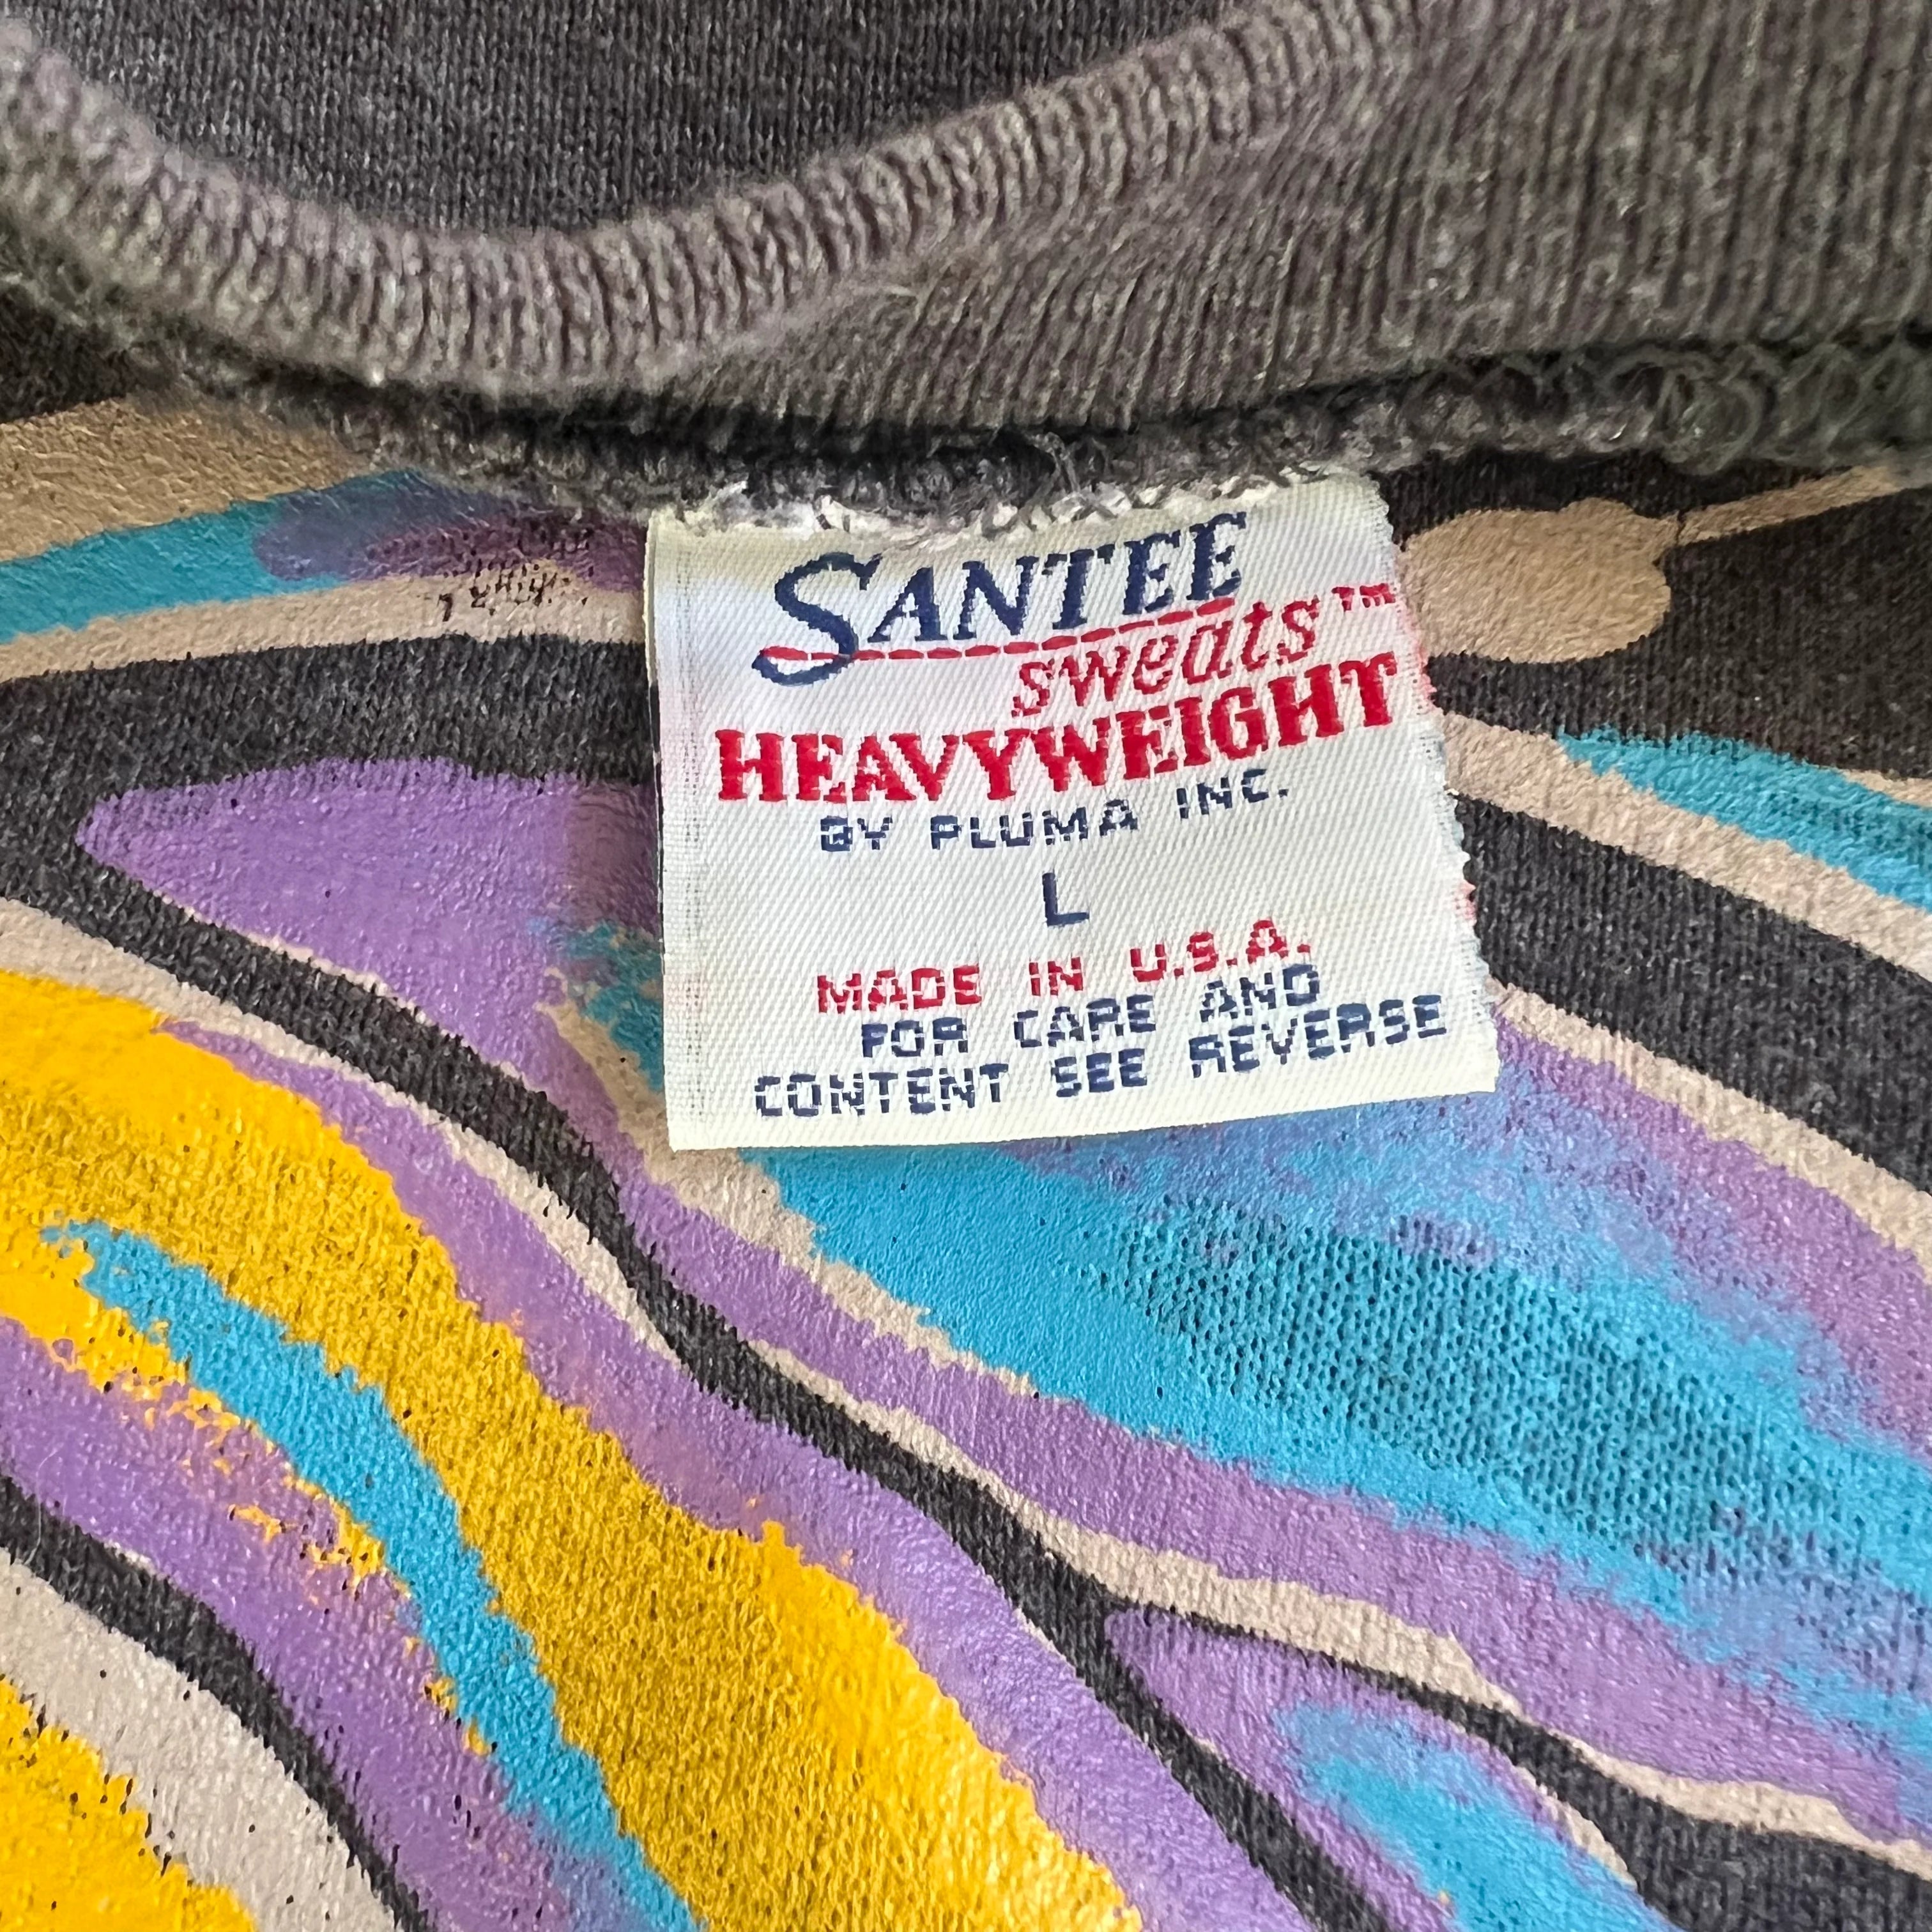 SANTEE
sweats™
HEAVYWEIGHT
BY PLUMA INC.
L
MADE IN U.S.A.
FOR CARE AND
CONTENT SEE REVERSE